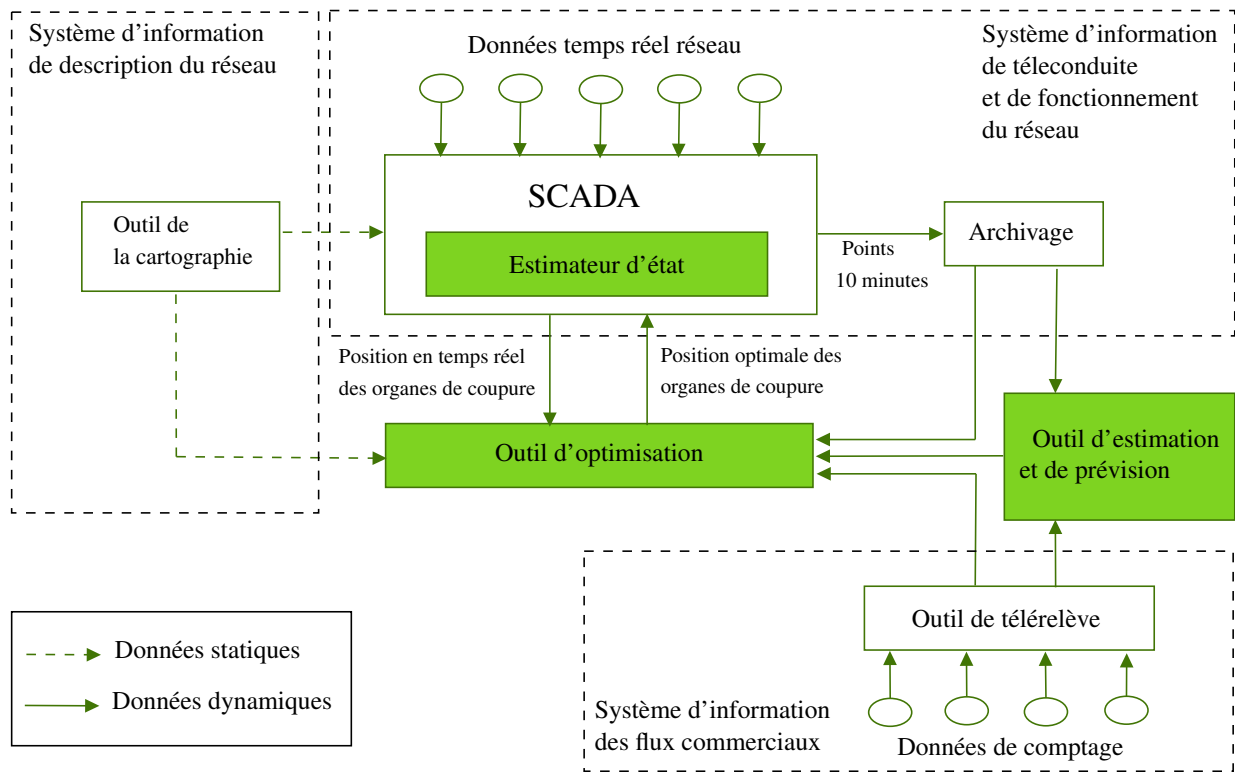 Système d'information
de description du réseau
Données temps réel réseau
Système d'information
de téleconduite
et de fonctionnement
du réseau
SCADA
Estimateur d'état
Outil de
la cartographie
Points
10 minutes
Archivage
Position en temps réel
des organes de coupure
Position optimale des
organes de coupure
Outil d'optimisation
Outil d'estimation
et de prévision
Outil de télérelève
Données statiques
Données dynamiques
Système d'information
des flux commerciaux
Données de comptage